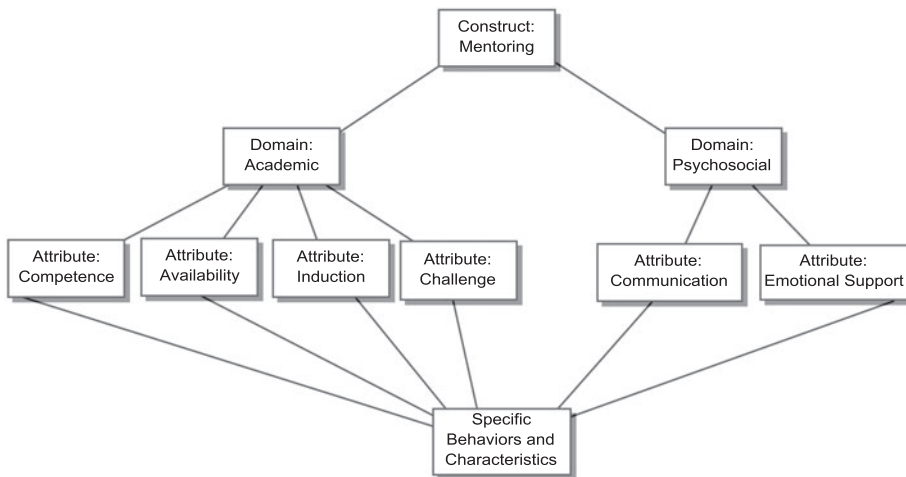 Construct:
Mentoring
Domain:
Academic
Domain:
Psychosocial
Attribute:
Competence
Attribute:
Availability
Attribute:
Induction
Attribute:
Challenge
Attribute:
Communication
Attribute:
Emotional Support
Specific
Behaviors and
Characteristics